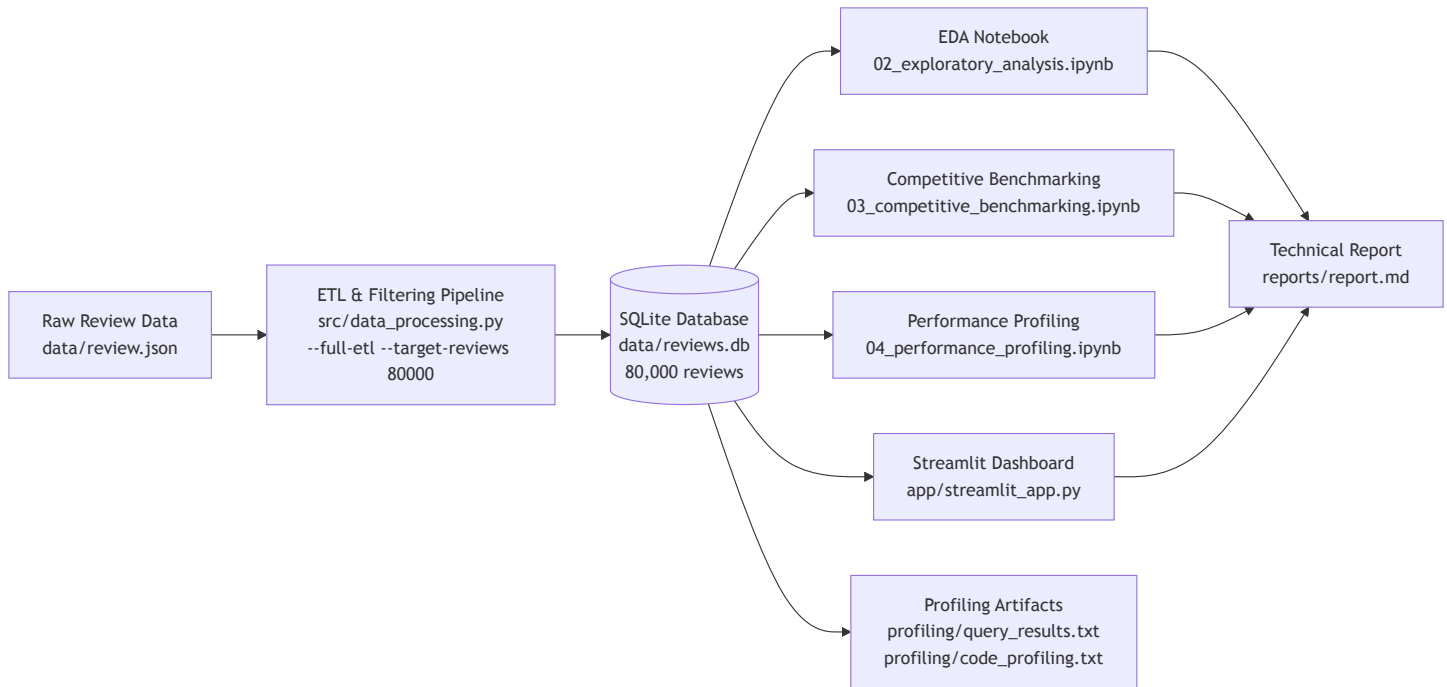 Raw Review Data
data/review.json
ETL & Filtering Pipeline
src/data_processing.py
--full-etl --target-reviews
80000
SQLite Database
data/reviews.db
80,000 reviews
EDA Notebook
02_exploratory_analysis.ipynb
Competitive Benchmarking
03_competitive_benchmarking.ipynb
Performance Profiling
04_performance_profiling.ipynb
Streamlit Dashboard
app/streamlit_app.py
Profiling Artifacts
profiling/query_results.txt
profiling/code_profiling.txt
Technical Report
reports/report.md